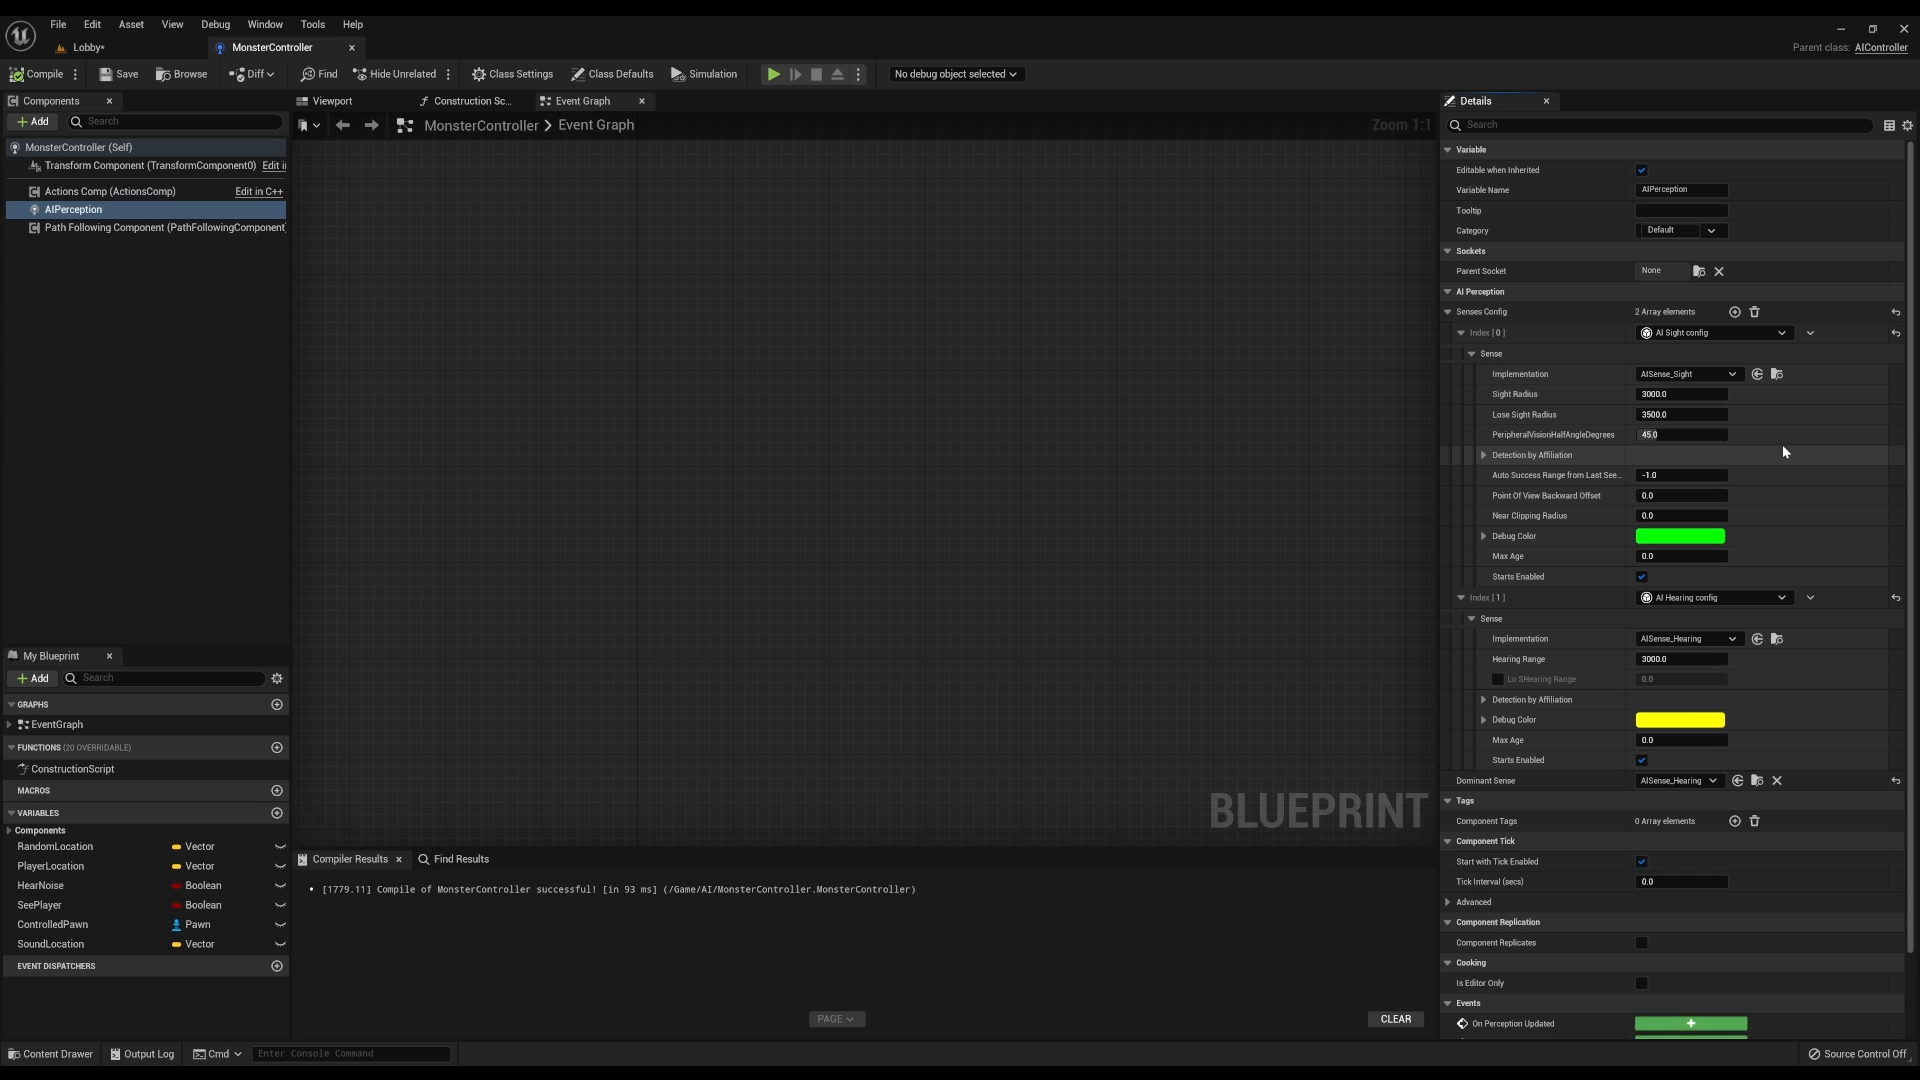 File Edit Asset View Debug Window Tools Help
Lobby*
MonsterController
Parent class: AIController
Compile
Save
Browse
Diff
Find
Hide Unrelated
Class Settings
Class Defaults
Simulation
No debug object selected
Components
Add
Search
MonsterController (Self)
Transform Component (TransformComponent0) Edit i
Actions Comp (ActionsComp) Edit in C++
AIPerception
Path Following Component (PathFollowingComponent)
My Blueprint
Add
Search
GRAPHS
EventGraph
FUNCTIONS (20 OVERRIDABLE)
ConstructionScript
MACROS
VARIABLES
Components
RandomLocation Vector
PlayerLocation Vector
HearNoise Boolean
SeePlayer Boolean
ControlledPawn Pawn
SoundLocation Vector
EVENT DISPATCHERS
Viewport
Construction Sc...
Event Graph
MonsterController > Event Graph
Zoom 1:1
BLUEPRINT
Compiler Results
Find Results
[1779.11] Compile of MonsterController successful! [in 93 ms] (/Game/AI/MonsterController.MonsterController)
PAGE
CLEAR
Details
Search
Variable
Editable when Inherited
Variable Name AIPerception
Tooltip
Category Default
Sockets
Parent Socket None
AI Perception
Senses Config 2 Array elements
Index [ 0 ] AI Sight config
Sense
Implementation AISense_Sight
Sight Radius 3000.0
Lose Sight Radius 3500.0
PeripheralVisionHalfAngleDegrees 45.0
Detection by Affiliation
Auto Success Range from Last See... -1.0
Point Of View Backward Offset 0.0
Near Clipping Radius 0.0
Debug Color
Max Age 0.0
Starts Enabled
Index [ 1 ] AI Hearing config
Sense
Implementation AISense_Hearing
Hearing Range 3000.0
Lo SHearing Range 0.0
Detection by Affiliation
Debug Color
Max Age 0.0
Starts Enabled
Dominant Sense AISense_Hearing
Tags
Component Tags 0 Array elements
Component Tick
Start with Tick Enabled
Tick Interval (secs) 0.0
Advanced
Component Replication
Component Replicates
Cooking
Is Editor Only
Events
On Perception Updated
Content Drawer
Output Log
Cmd
Enter Console Command
Source Control Off